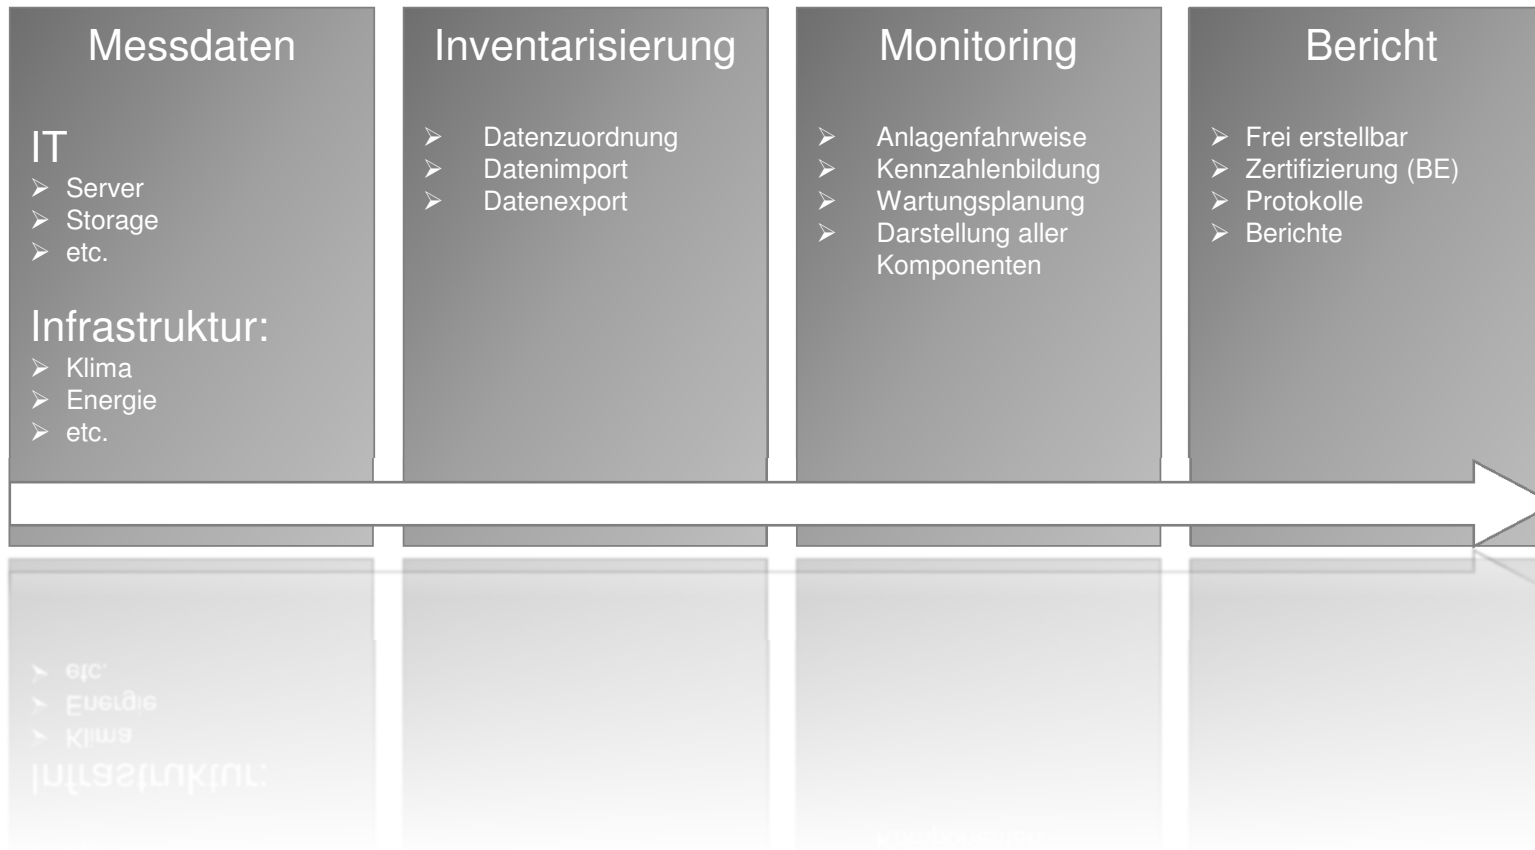 Messdaten
IT
➢ Server
➢ Storage
➢ etc.
Infrastruktur:
➢ Klima
➢ Energie
➢ etc.
Inventarisierung
➢ Datenzuordnung
➢ Datenimport
➢ Datenexport
Monitoring
➢ Anlagenfahrweise
➢ Kennzahlenbildung
➢ Wartungsplanung
➢ Darstellung aller
Komponenten
Bericht
➢ Frei erstellbar
➢ Zertifizierung (BE)
➢ Protokolle
➢ Berichte